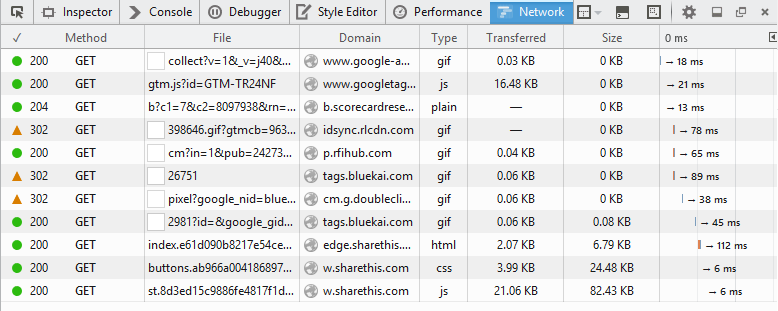 Inspector Console Debugger Style Editor Performance Network
✓ Method File Domain Type Transferred Size 0 ms
200 GET collect?v=1&_v=j40&... www.google-a... gif 0.03 KB 0 KB → 18 ms
200 GET gtm.js?id=GTM-TR24NF www.googletag... js 16.48 KB 0 KB → 21 ms
204 GET b?c1=7&c2=8097938&rn=... b.scorecardrese... plain — 0 KB → 13 ms
302 GET 398646.gif?gtmcb=963... idsync.rlcdn.com gif — 0 KB → 78 ms
200 GET cm?in=1&pub=24273... p.rfihub.com gif 0.04 KB 0 KB → 65 ms
302 GET 26751 tags.bluekai.com gif 0.06 KB 0 KB → 89 ms
302 GET pixel?google_nid=blue... cm.g.doublecli... gif 0.06 KB 0 KB → 38 ms
200 GET 2981?id=&google_gid... tags.bluekai.com gif 0.06 KB 0.08 KB → 45 ms
200 GET index.e61d090b8217e54ce... edge.sharethis.... html 2.07 KB 6.79 KB → 112 ms
200 GET buttons.ab966a004186897... w.sharethis.com css 3.99 KB 24.48 KB → 6 ms
200 GET st.8d3ed15c9886fe4817f1d... w.sharethis.com js 21.06 KB 82.43 KB → 6 ms